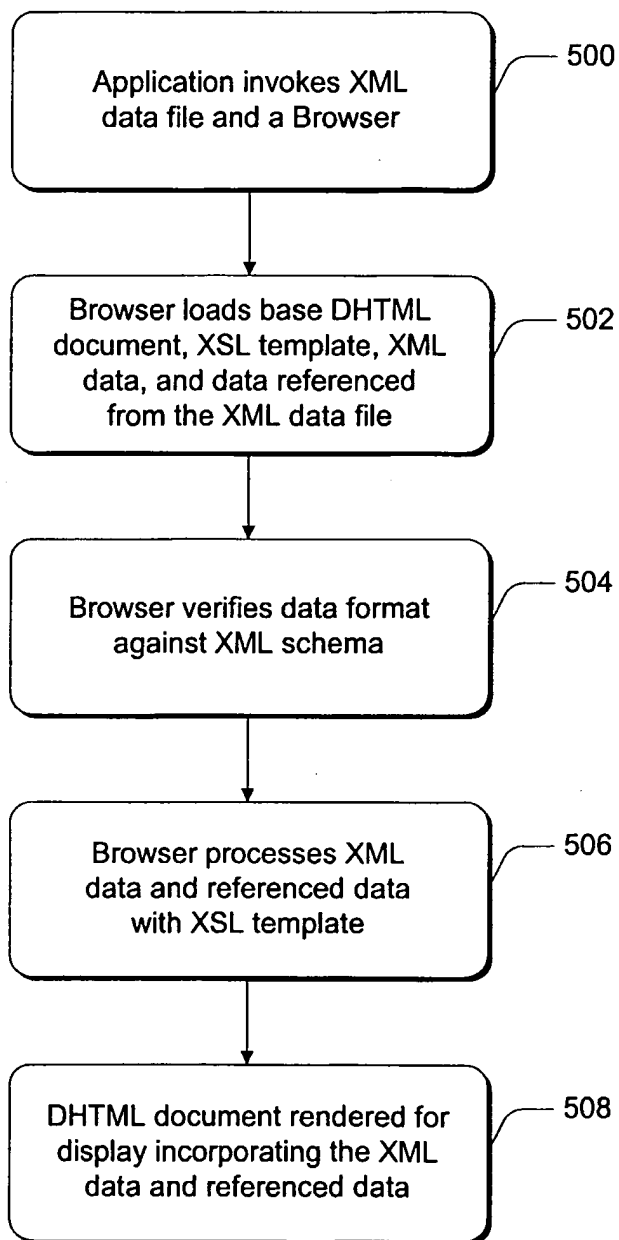 Application invokes XML
data file and a Browser
500
Browser loads base DHTML
document, XSL template, XML
data, and data referenced
from the XML data file
502
Browser verifies data format
against XML schema
504
Browser processes XML
data and referenced data
with XSL template
506
DHTML document rendered for
display incorporating the XML
data and referenced data
508